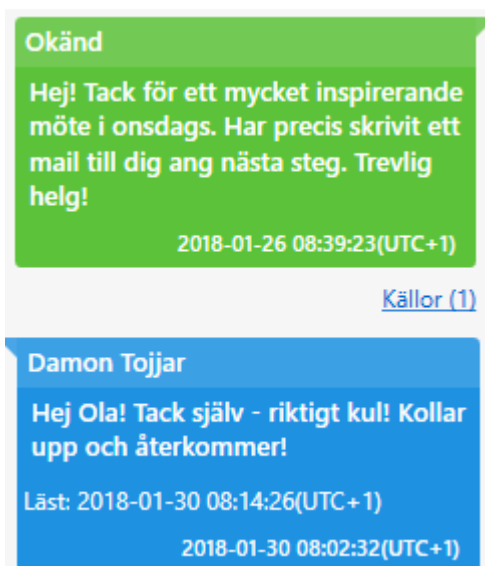 Okänd
Hej! Tack för ett mycket inspirerande
möte i onsdags. Har precis skrivit ett
mail till dig ang nästa steg. Trevlig
helg!
2018-01-26 08:39:23(UTC+1)
Källor (1)
Damon Tojjar
Hej Ola! Tack själv - riktigt kul! Kollar
upp och återkommer!
Läst: 2018-01-30 08:14:26(UTC+1)
2018-01-30 08:02:32(UTC+1)